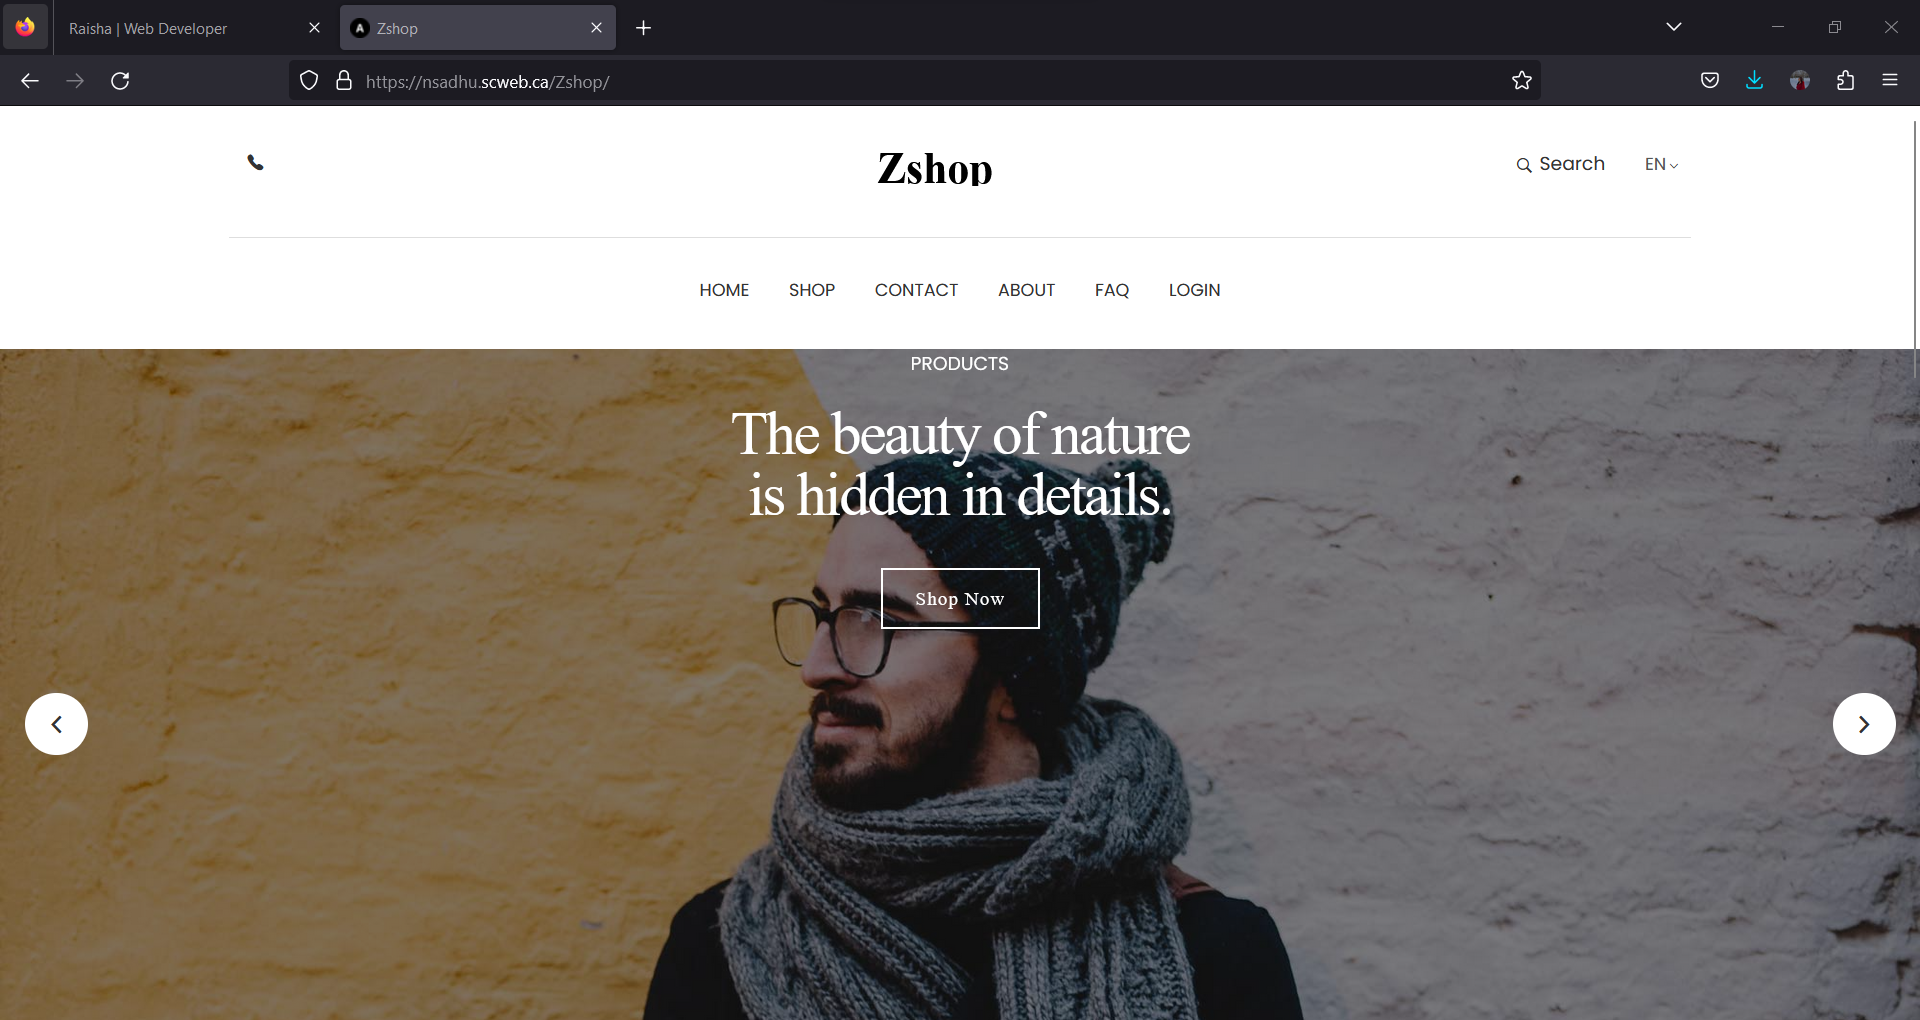 Raisha | Web Developer
Zshop
https://nsadhu.scweb.ca/Zshop/
Zshop
Search
EN
HOME
SHOP
CONTACT
ABOUT
FAQ
LOGIN
PRODUCTS
The beauty of nature
is hidden in details.
Shop Now